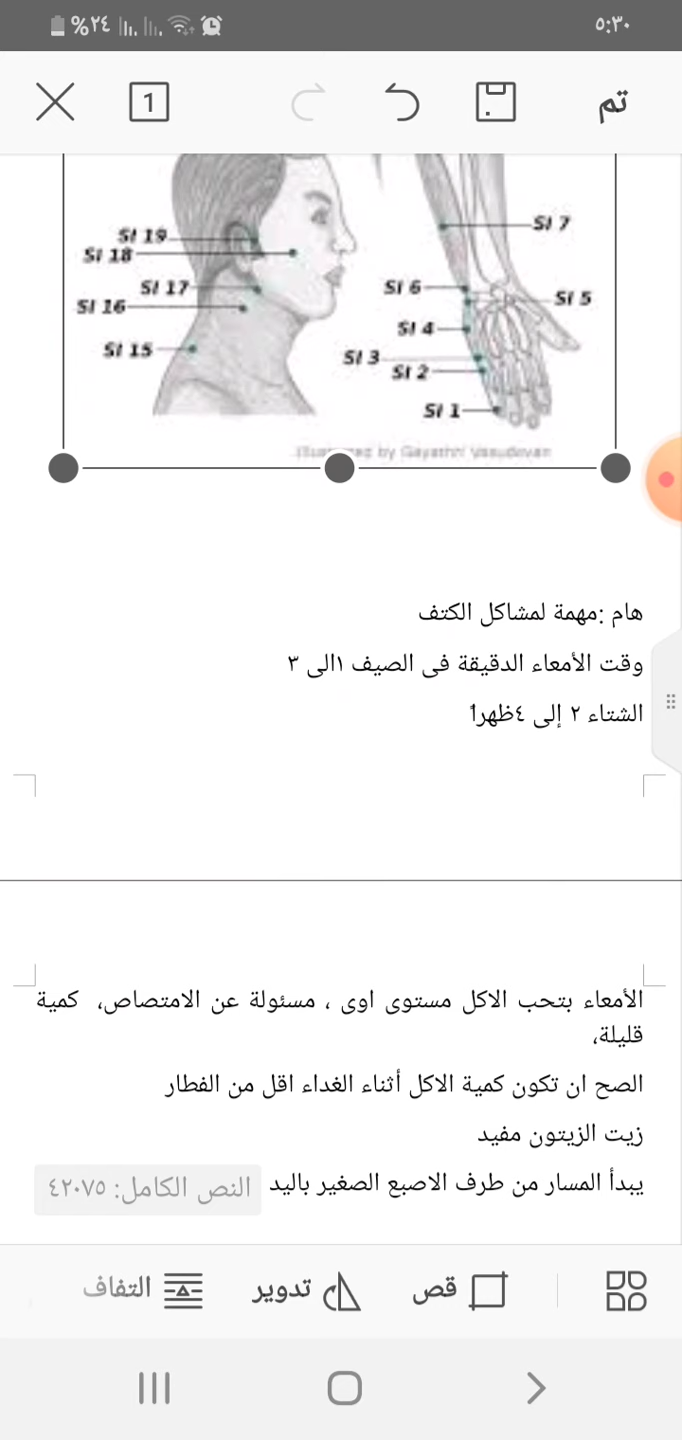 ٥:٣٠
%٢٤
تم
1
SI 19
SI 18
SI 17
SI 16
SI 15
SI 7
SI 6
SI 5
SI 4
SI 3
SI 2
SI 1
by Gayathri Vasudevan
هام :مهمة لمشاكل الكتف
وقت الأمعاء الدقيقة فى الصيف ١الى ٣
الشتاء ٢ إلى ٤ظهراً
الأمعاء بتحب الاكل مستوى اوى ، مسئولة عن الامتصاص، كمية
قليلة،
الصح ان تكون كمية الاكل أثناء الغداء اقل من الفطار
زيت الزيتون مفيد
يبدأ المسار من طرف الاصبع الصغير باليد
النص الكامل: ٤٢٠٧٥
قص
تدوير
التفاف